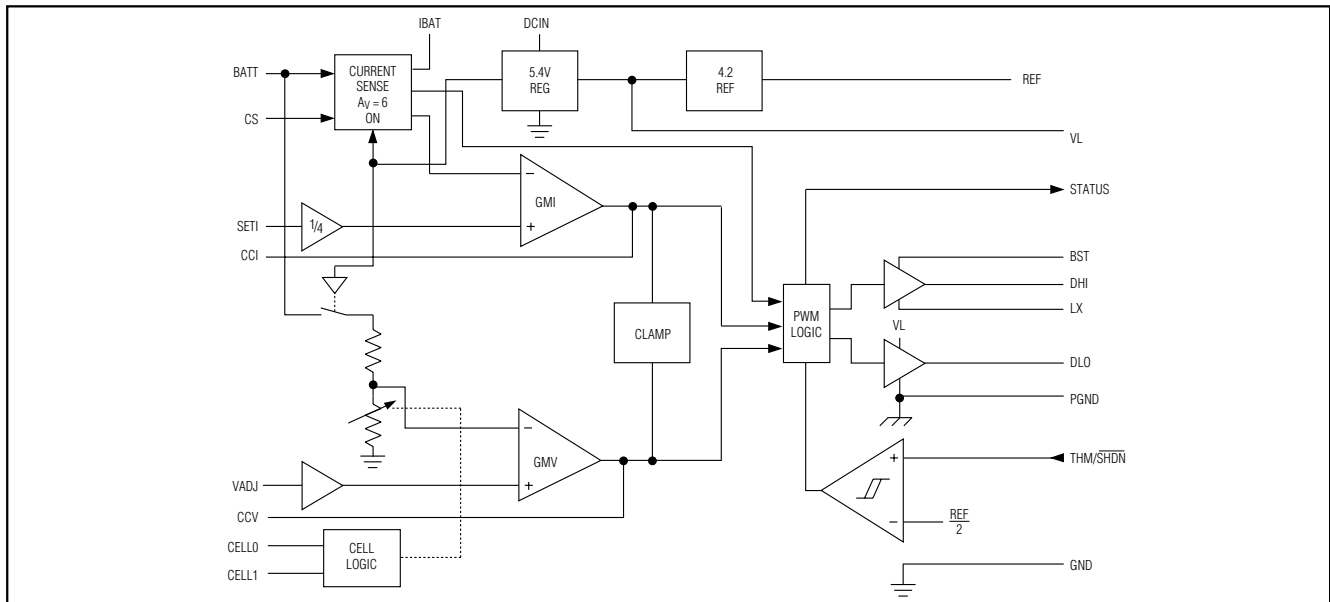 IBAT
DCIN
BATT
CURRENT
SENSE
AV = 6
ON
5.4V
REG
4.2
REF
REF
CS
VL
–
GMI
+
STATUS
SETI
1/4
CCI
BST
DHI
LX
PWM
LOGIC
CLAMP
VL
DLO
PGND
–
GMV
+
+
THM/SHDN
VADJ
–
REF
2
CCV
CELL0
CELL
LOGIC
CELL1
GND